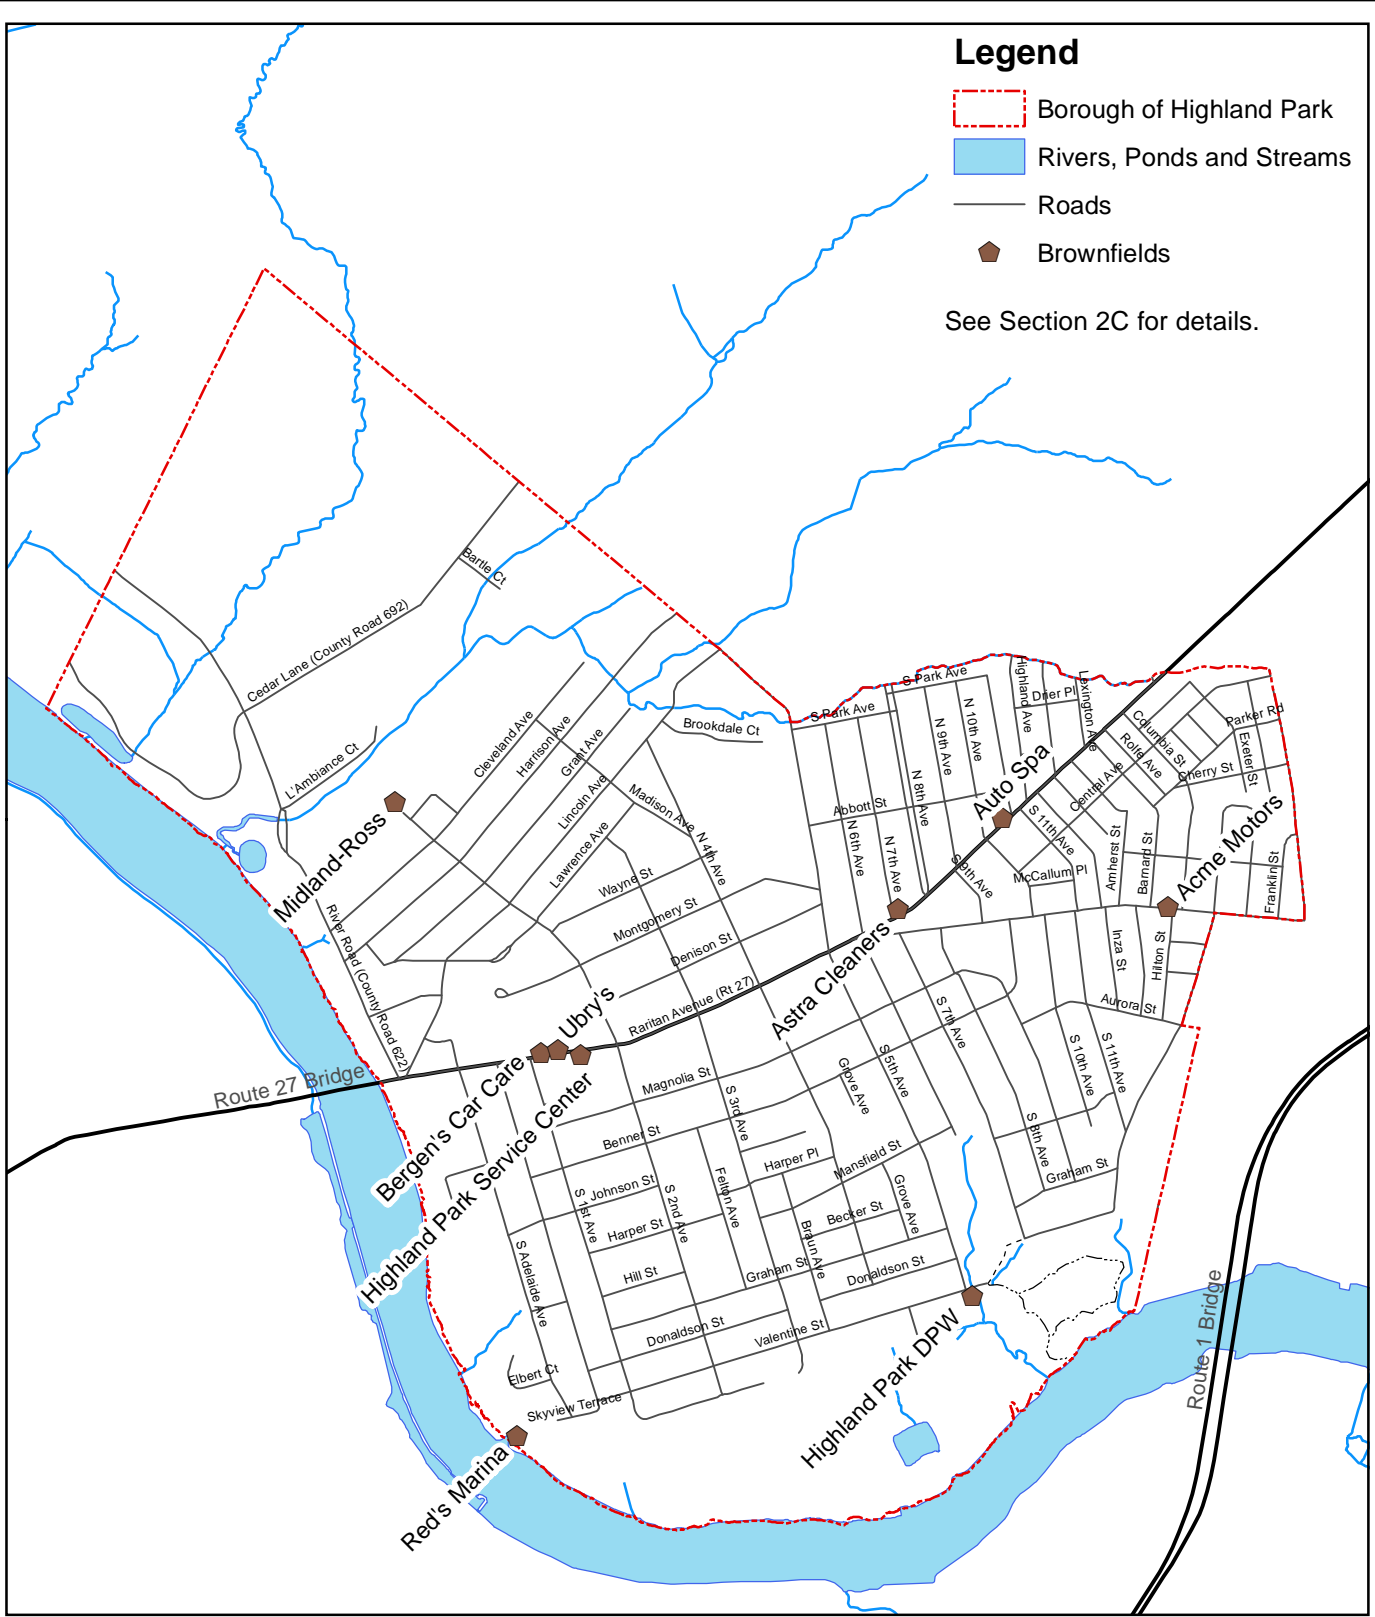 Legend
Borough of Highland Park
Rivers, Ponds and Streams
Roads
Brownfields
See Section 2C for details.
Bartle Ct
Cedar Lane (County Road 692)
L'Ambiance Ct
Cleveland Ave
Harrison Ave
Grant Ave
Lincoln Ave
Lawrence Ave
Madison Ave
Brookdale Ct
N 4th Ave
Wayne St
Montgomery St
Denison St
Midland-Ross
River Road (County Road 622)
S Park Ave
S Park Ave
Highland Ave
Drier Pl
Lexington Ave
N 10th Ave
N 9th Ave
N 8th Ave
Abbott St
N 6th Ave
N 7th Ave
Auto Spa
Columbia St
Rolfe Ave
Central Ave
Parker Rd
Exeter St
Cherry St
S 11th Ave
S 9th Ave
McCallum Pl
Amherst St
Barnard St
Acme Motors
Franklin St
Inza St
Hilton St
Aurora St
Astra Cleaners
Raritan Avenue (Rt 27)
Ubry's
Bergen's Car Care
Highland Park Service Center
Route 27 Bridge
Magnolia St
Benner St
S 3rd Ave
Grove Ave
S 5th Ave
S 7th Ave
S 10th Ave
S 11th Ave
S 8th Ave
Graham St
Harper Pl
Mansfield St
Johnson St
S 1st Ave
Harper St
S 2nd Ave
Felton Ave
Grove Ave
Becker St
Braun Ave
S Adelaide Ave
Hill St
Graham St
Donaldson St
Donaldson St
Valentine St
Elbert Ct
Skyview Terrace
Highland Park DPW
Red's Marina
Route 1 Bridge